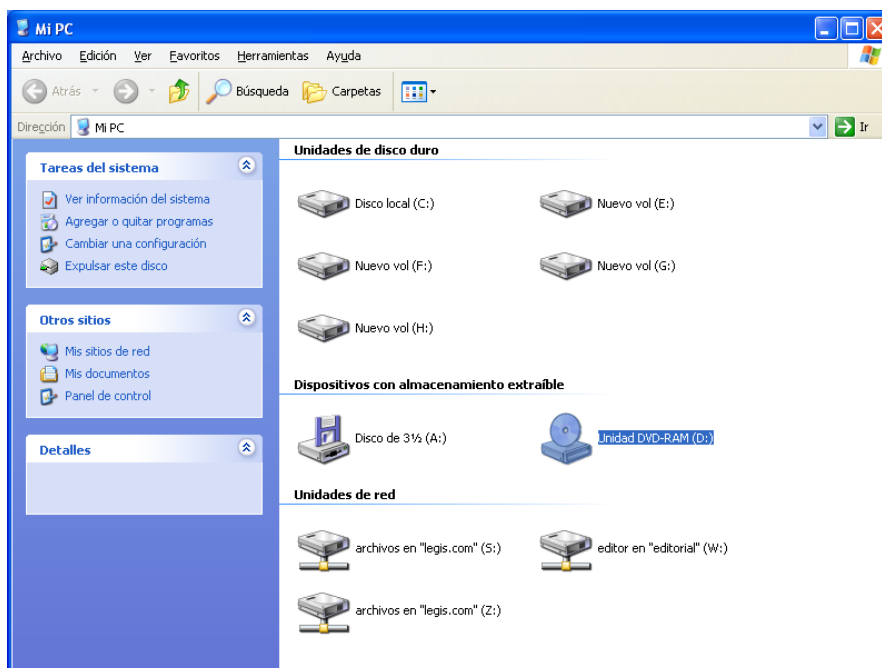 Mi PC
Archivo Edición Ver Favoritos Herramientas Ayuda
Atrás Búsqueda Carpetas
Dirección Mi PC Ir
Tareas del sistema
Ver información del sistema
Agregar o quitar programas
Cambiar una configuración
Expulsar este disco
Otros sitios
Mis sitios de red
Mis documentos
Panel de control
Detalles
Unidades de disco duro
Disco local (C:) Nuevo vol (E:)
Nuevo vol (F:) Nuevo vol (G:)
Nuevo vol (H:)
Dispositivos con almacenamiento extraíble
Disco de 3½ (A:) Unidad DVD-RAM (D:)
Unidades de red
archivos en "legis.com" (S:) editor en "editorial" (W:)
archivos en "legis.com" (Z:)